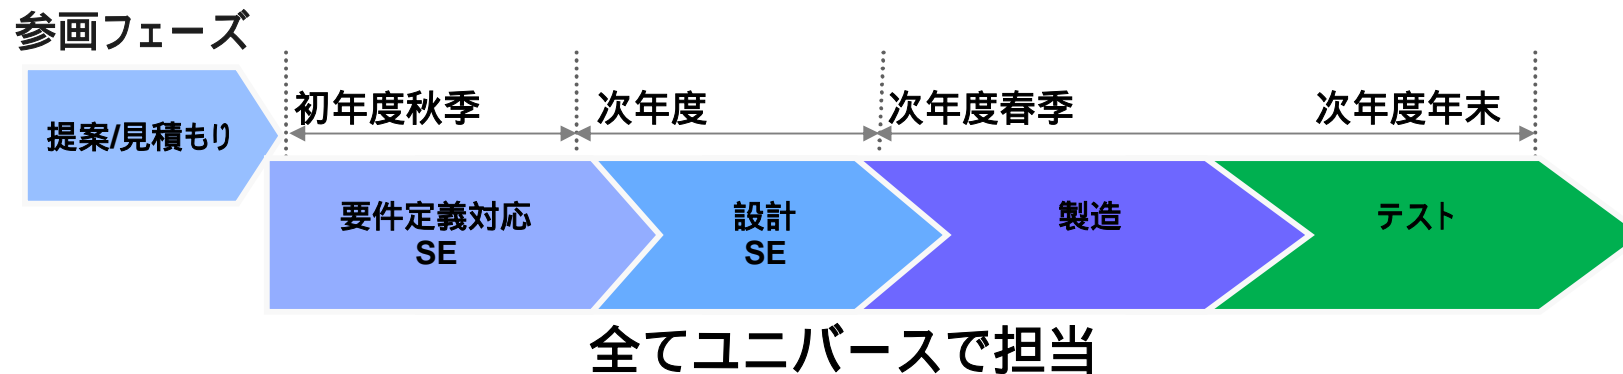 参画フェーズ
初年度秋季
次年度
次年度春季
次年度年末
提案/見積もり
要件定義対応
SE
設計
SE
製造
テスト
全てユニバースで担当